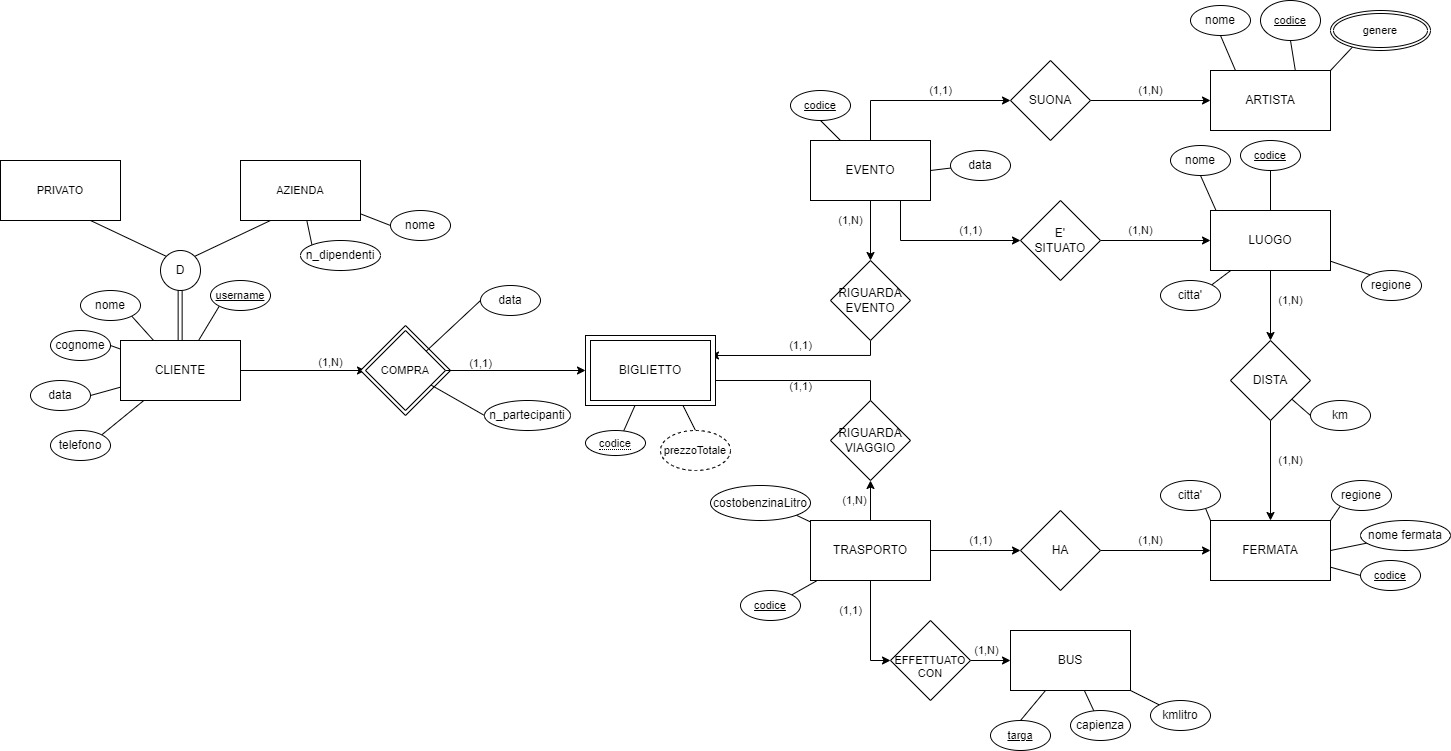 nome
codice
genere
SUONA
ARTISTA
(1,1)
(1,N)
codice
EVENTO
data
nome
codice
PRIVATO
AZIENDA
nome
n_dipendenti
D
(1,N)
(1,1)
E'
SITUATO
(1,N)
LUOGO
citta'
regione
nome
username
cognome
data
telefono
CLIENTE
(1,N)
COMPRA
data
n_partecipanti
(1,1)
BIGLIETTO
codice
prezzoTotale
RIGUARDA
EVENTO
(1,1)
(1,1)
RIGUARDA
VIAGGIO
(1,N)
(1,N)
DISTA
km
(1,N)
costobenzinaLitro
TRASPORTO
codice
(1,1)
HA
(1,N)
citta'
regione
FERMATA
nome fermata
codice
(1,1)
EFFETTUATO
CON
(1,N)
BUS
targa
capienza
kmlitro